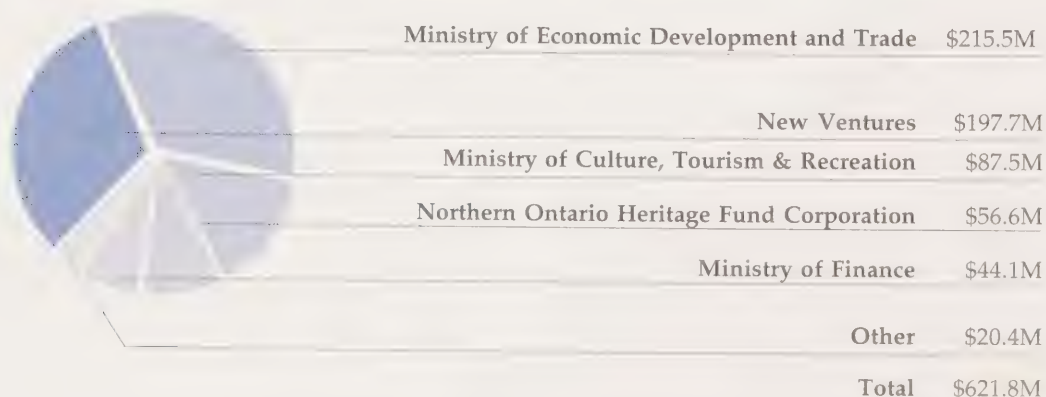 Ministry of Economic Development and Trade $215.5M
New Ventures $197.7M
Ministry of Culture, Tourism & Recreation $87.5M
Northern Ontario Heritage Fund Corporation $56.6M
Ministry of Finance $44.1M
Other $20.4M
Total $621.8M